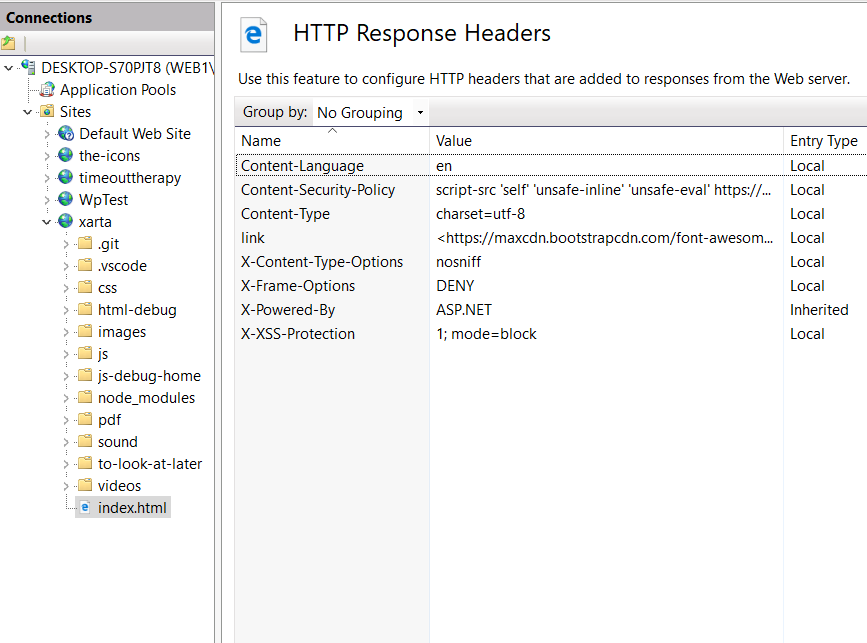 Connections
DESKTOP-S70PJT8 (WEB1\
Application Pools
Sites
Default Web Site
the-icons
timeouttherapy
WpTest
xarta
.git
.vscode
css
html-debug
images
js
js-debug-home
node_modules
pdf
sound
to-look-at-later
videos
index.html
HTTP Response Headers
Use this feature to configure HTTP headers that are added to responses from the Web server.
Group by: No Grouping
Name Value Entry Type
Content-Language en Local
Content-Security-Policy script-src 'self' 'unsafe-inline' 'unsafe-eval' https://... Local
Content-Type charset=utf-8 Local
link <https://maxcdn.bootstrapcdn.com/font-awesom... Local
X-Content-Type-Options nosniff Local
X-Frame-Options DENY Local
X-Powered-By ASP.NET Inherited
X-XSS-Protection 1; mode=block Local